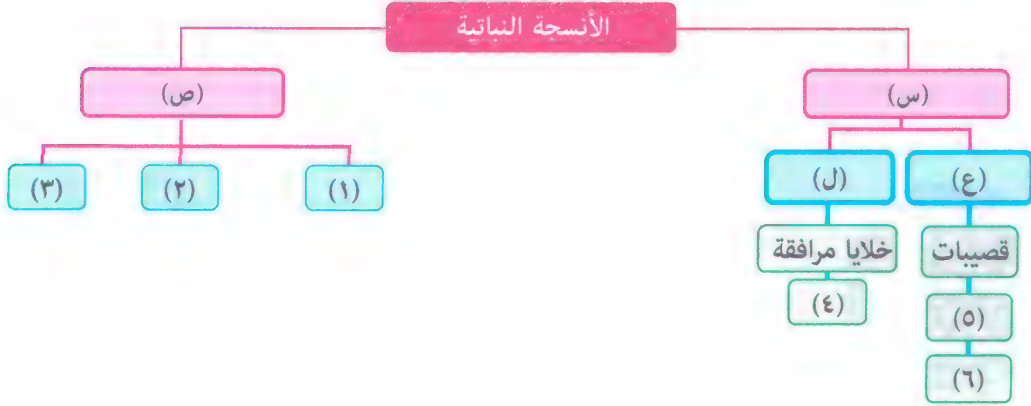 الأنسجة النباتية
(س)
(ص)
(ع)
(ل)
(١)
(٢)
(٣)
قصيبات
خلايا مرافقة
(٤)
(٥)
(٦)